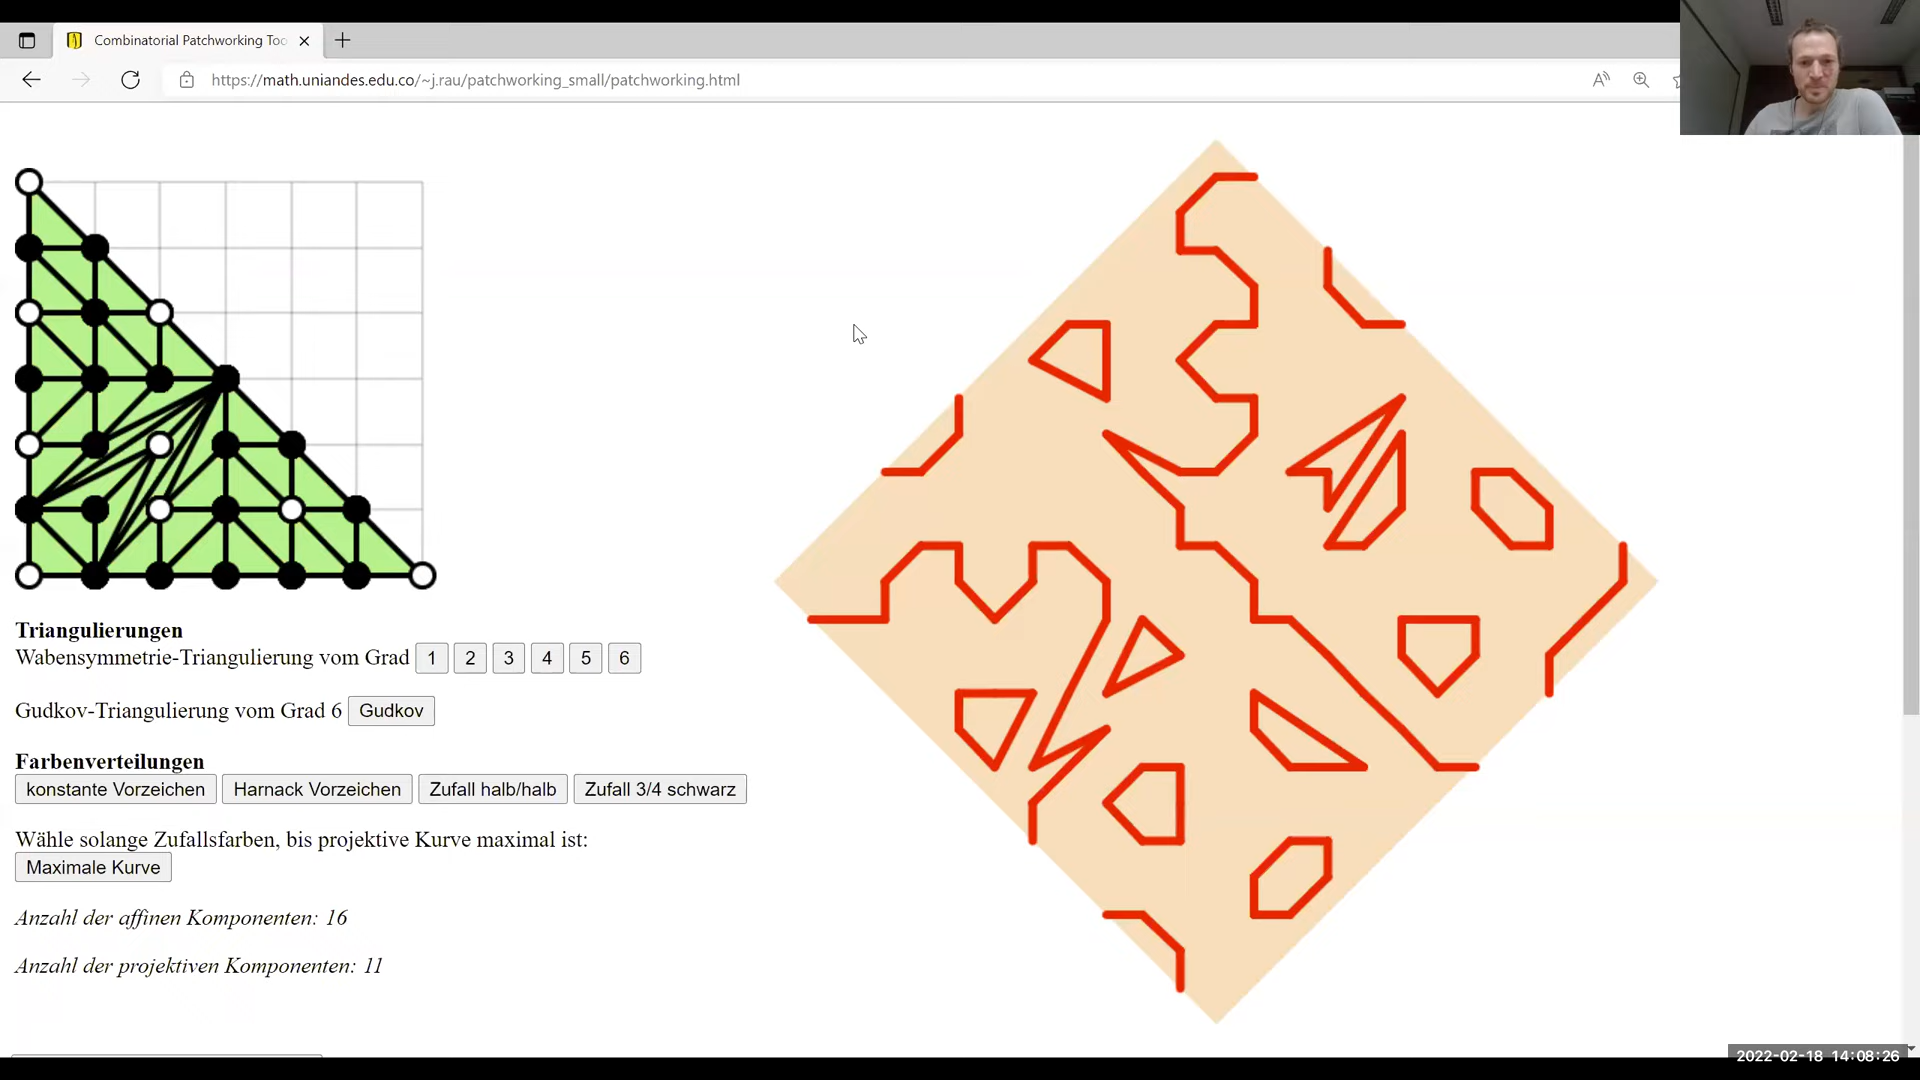 Combinatorial Patchworking Too
https://math.uniandes.edu.co/~j.rau/patchworking_small/patchworking.html
Triangulierungen
Wabensymmetrie-Triangulierung vom Grad 1 2 3 4 5 6
Gudkov-Triangulierung vom Grad 6 Gudkov
Farbenverteilungen
konstante Vorzeichen Harnack Vorzeichen Zufall halb/halb Zufall 3/4 schwarz
Wähle solange Zufallsfarben, bis projektive Kurve maximal ist:
Maximale Kurve
Anzahl der affinen Komponenten: 16
Anzahl der projektiven Komponenten: 11
2022-02-18 14:08:26